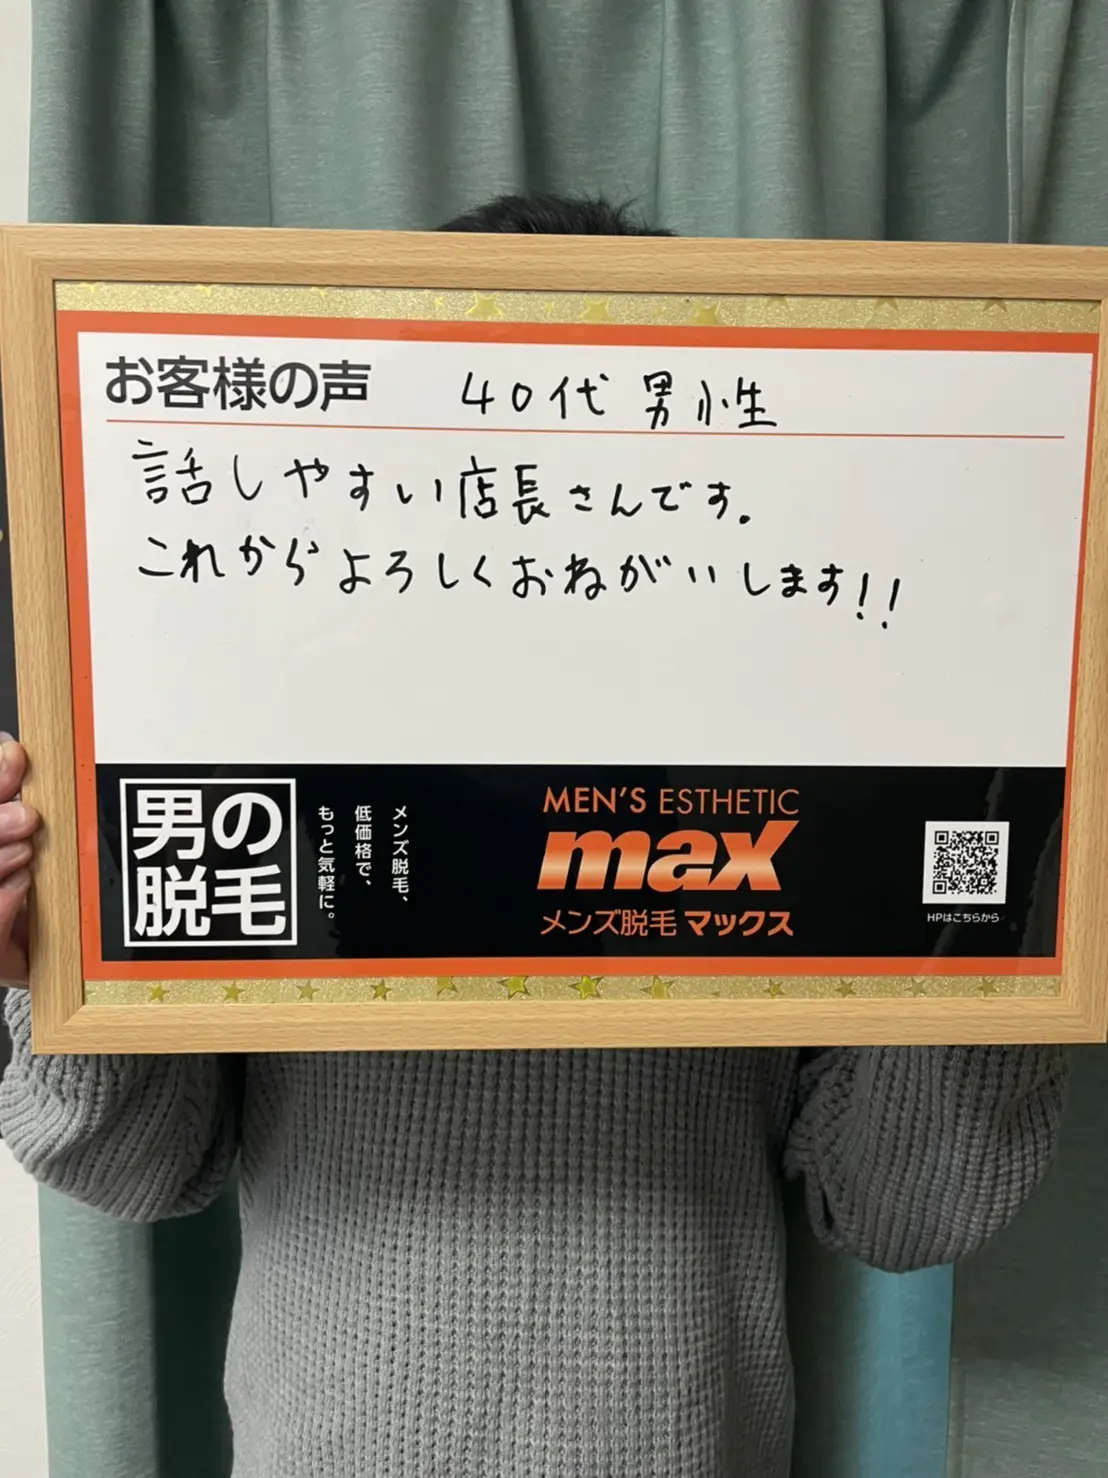 お客様の声 40代 男性
話しやすい店長さんです。
これからよろしくおねがいします!!
男の
脱毛
メンズ脱毛、
低価格で、
もっと気軽に。
MEN'S ESTHETIC
max
メンズ脱毛 マックス
HPはこちらから